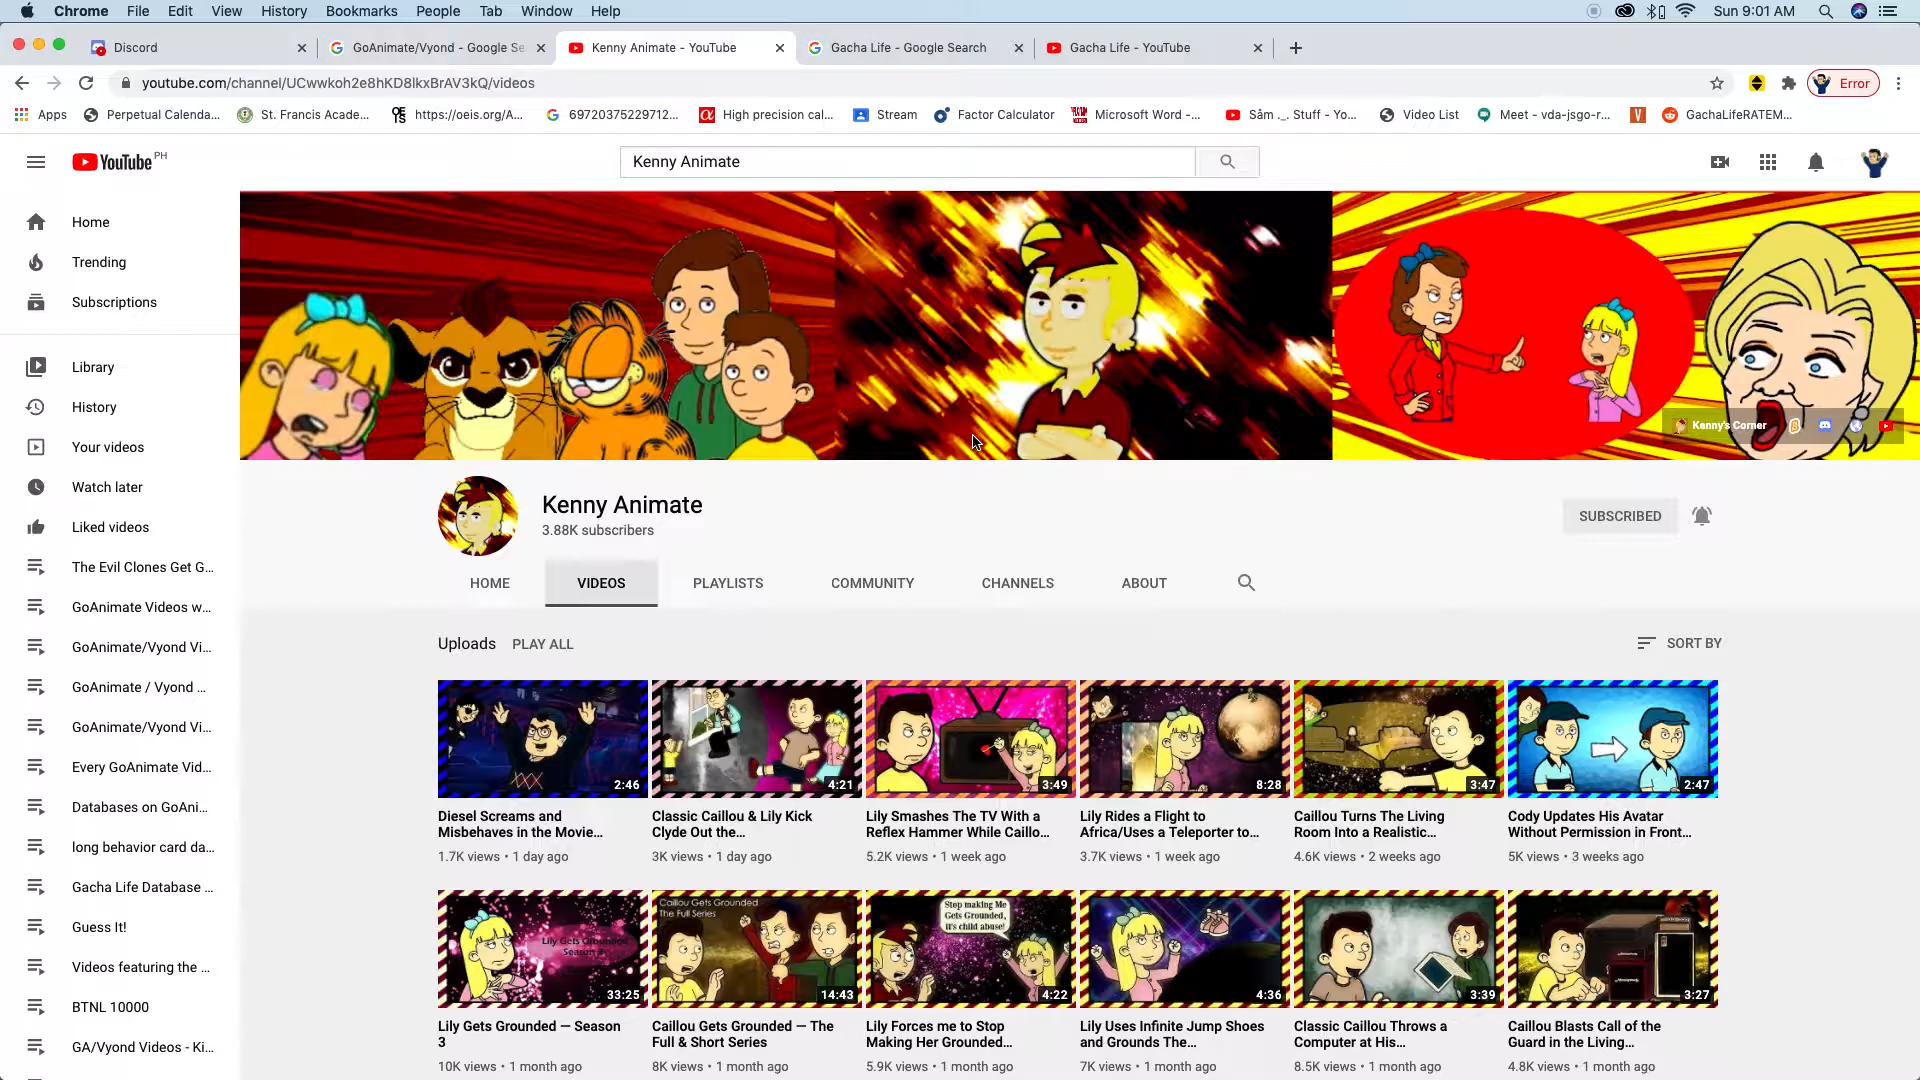 Chrome File Edit View History Bookmarks People Tab Window Help
Sun 9:01 AM
Discord
GoAnimate/Vyond - Google Se
Kenny Animate - YouTube
Gacha Life - Google Search
Gacha Life - YouTube
youtube.com/channel/UCwwkoh2e8hKD8lkxBrAV3kQ/videos
Error
Apps
Perpetual Calenda...
St. Francis Acade...
https://oeis.org/A...
69720375229712...
High precision cal...
Stream
Factor Calculator
Microsoft Word -...
Såm ._. Stuff - Yo...
Video List
Meet - vda-jsgo-r...
GachaLifeRATEM...
YouTube PH
Kenny Animate
Home
Trending
Subscriptions
Library
History
Your videos
Watch later
Liked videos
The Evil Clones Get G...
GoAnimate Videos w...
GoAnimate/Vyond Vi...
GoAnimate / Vyond ...
GoAnimate/Vyond Vi...
Every GoAnimate Vid...
Databases on GoAni...
long behavior card da...
Gacha Life Database ...
Guess It!
Videos featuring the ...
BTNL 10000
GA/Vyond Videos - Ki...
Kenny's Corner
Kenny Animate
3.88K subscribers
SUBSCRIBED
HOME
VIDEOS
PLAYLISTS
COMMUNITY
CHANNELS
ABOUT
Uploads PLAY ALL
SORT BY
2:46
Diesel Screams and
Misbehaves in the Movie...
1.7K views • 1 day ago
4:21
Classic Caillou & Lily Kick
Clyde Out the...
3K views • 1 day ago
3:49
Lily Smashes The TV With a
Reflex Hammer While Caillo...
5.2K views • 1 week ago
8:28
Lily Rides a Flight to
Africa/Uses a Teleporter to...
3.7K views • 1 week ago
3:47
Caillou Turns The Living
Room Into a Realistic...
4.6K views • 2 weeks ago
2:47
Cody Updates His Avatar
Without Permission in Front...
5K views • 3 weeks ago
Lily Gets Grounded
Season 3
33:25
Lily Gets Grounded — Season
3
10K views • 1 month ago
Caillou Gets Grounded
The Full Series
14:43
Caillou Gets Grounded — The
Full & Short Series
8K views • 1 month ago
Stop making Me
Gets Grounded,
it's child abuse!
4:22
Lily Forces me to Stop
Making Her Grounded...
5.9K views • 1 month ago
4:36
Lily Uses Infinite Jump Shoes
and Grounds The...
7K views • 1 month ago
3:39
Classic Caillou Throws a
Computer at His...
8.5K views • 1 month ago
3:27
Caillou Blasts Call of the
Guard in the Living...
4.8K views • 1 month ago